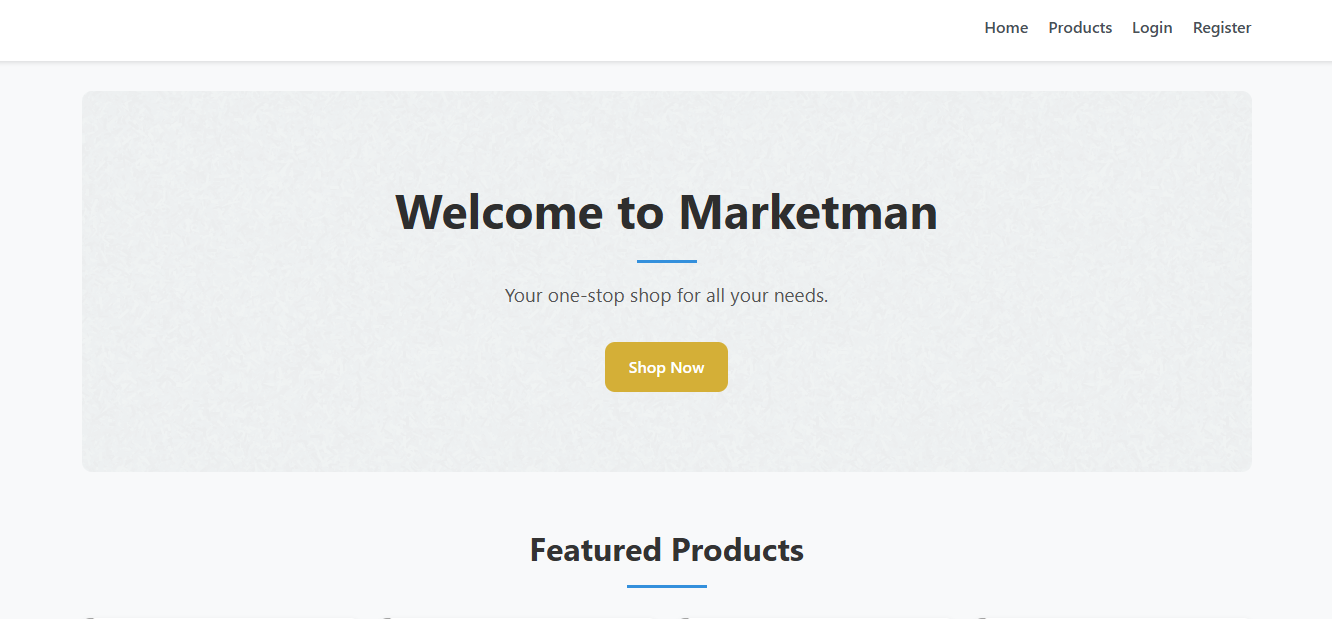 Home Products Login Register
Welcome to Marketman
Your one-stop shop for all your needs.
Shop Now
Featured Products